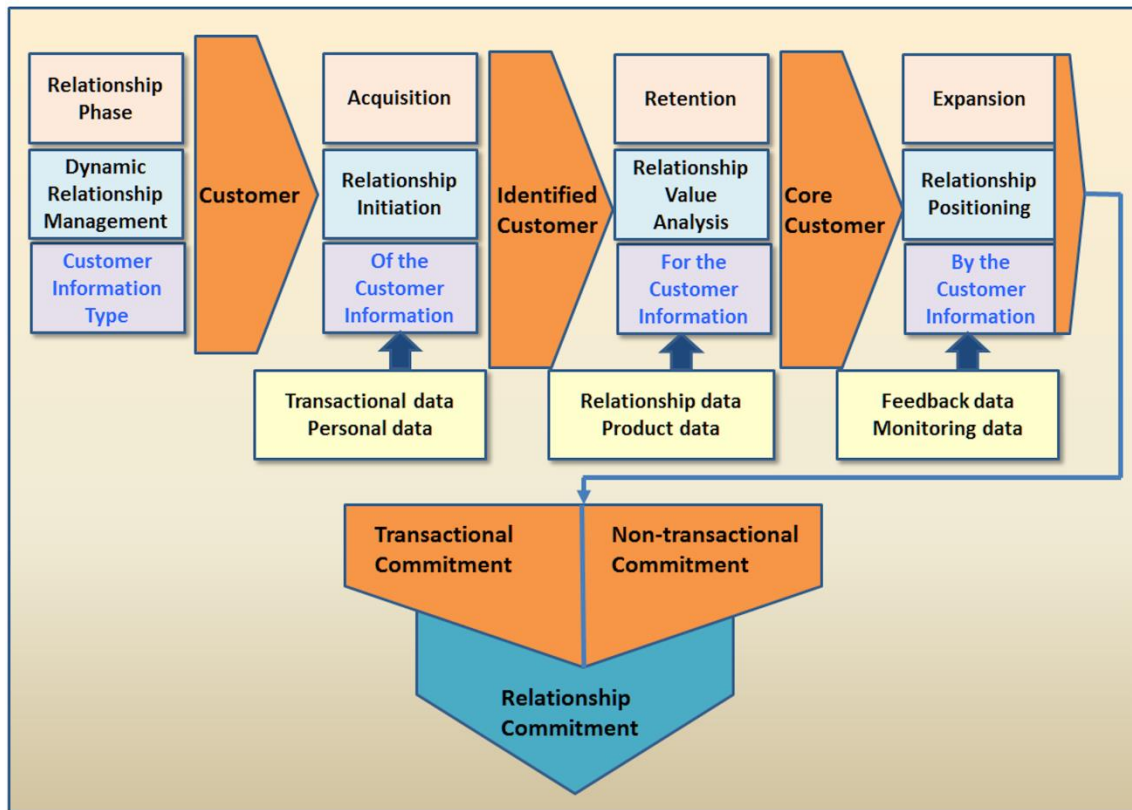 Relationship
Phase
Dynamic
Relationship
Management
Customer
Information
Type
Customer
Acquisition
Relationship
Initiation
Of the
Customer
Information
Transactional data
Personal data
Identified
Customer
Retention
Relationship
Value
Analysis
For the
Customer
Information
Relationship data
Product data
Core
Customer
Expansion
Relationship
Positioning
By the
Customer
Information
Feedback data
Monitoring data
Transactional
Commitment
Non-transactional
Commitment
Relationship
Commitment